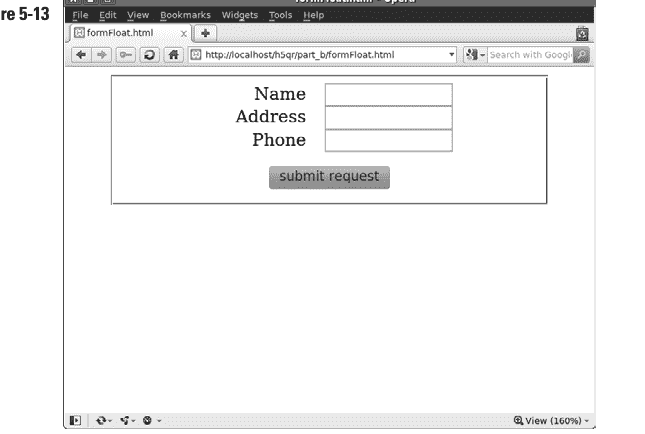 re 5-13
File Edit View Bookmarks Widgets Tools Help
formFloat.html x +
http://localhost/h5qr/part_b/formFloat.html
Search with Googl
Name
Address
Phone
submit request
View (160%)